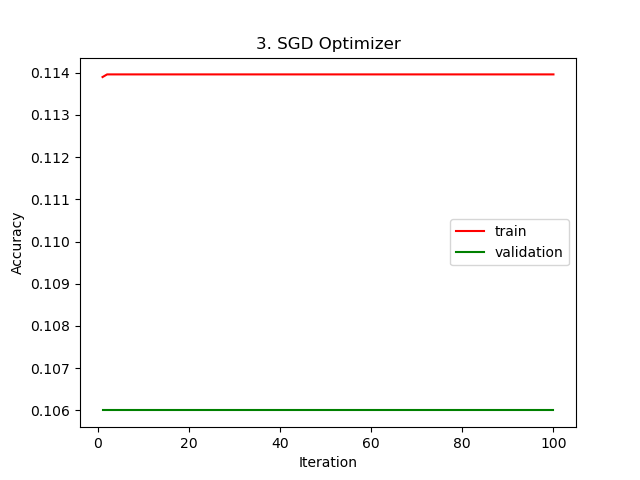 3. SGD Optimizer
0.114
0.113
0.112
0.111
0.110
0.109
0.108
0.107
0.106
Accuracy
train
validation
0 20 40 60 80 100
Iteration